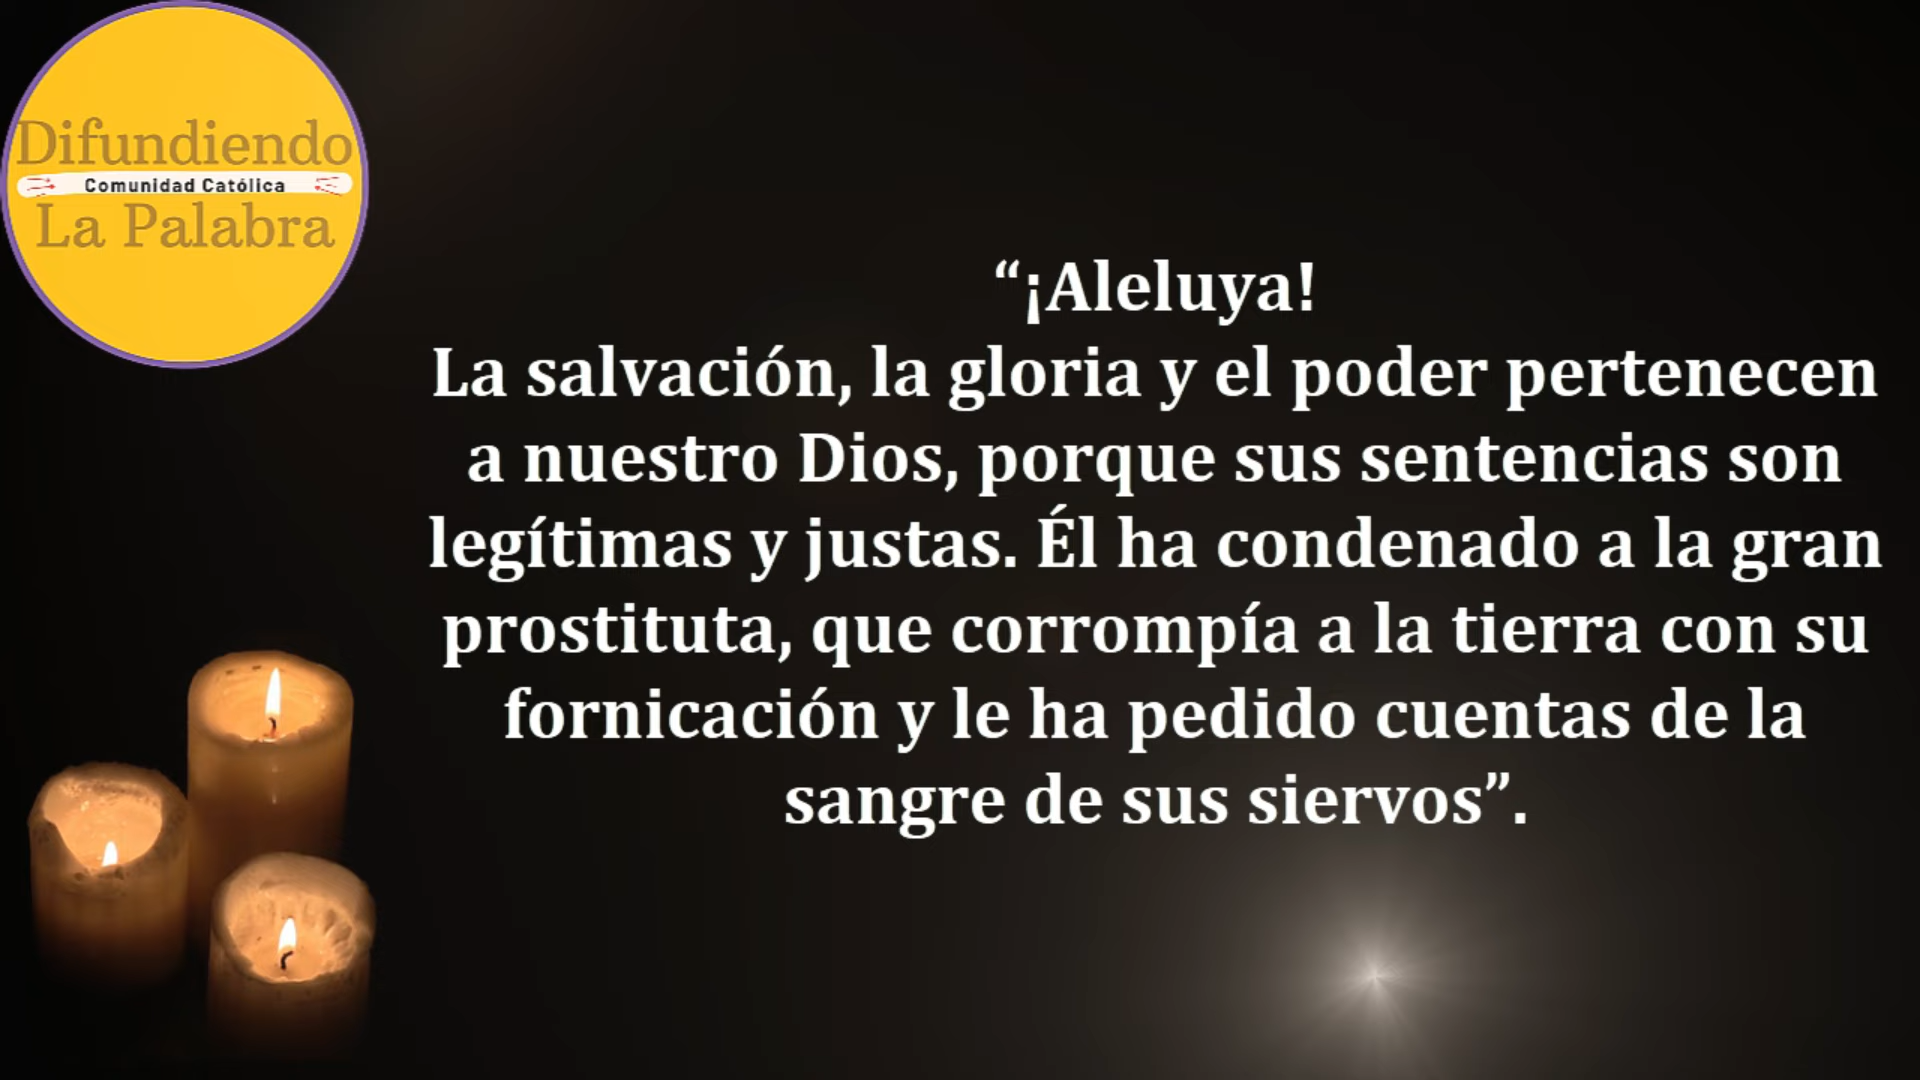 Difundiendo
Comunidad Católica
La Palabra
“¡Aleluya!
La salvación, la gloria y el poder pertenecen
a nuestro Dios, porque sus sentencias son
legítimas y justas. Él ha condenado a la gran
prostituta, que corrompía a la tierra con su
fornicación y le ha pedido cuentas de la
sangre de sus siervos”.